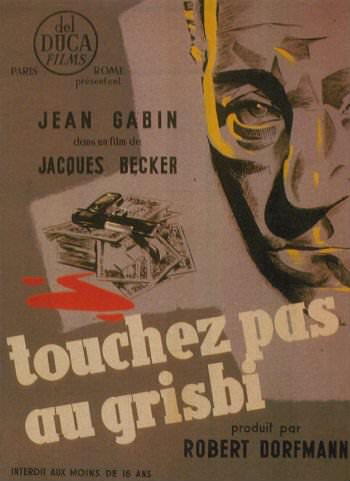 del
DUCA
FILMS
PARIS ROME
présentent
JEAN GABIN
dans un film de
JACQUES BECKER
touchez pas
au grisbi
produit par
ROBERT DORFMANN
INTERDIT AUX MOINS DE 16 ANS